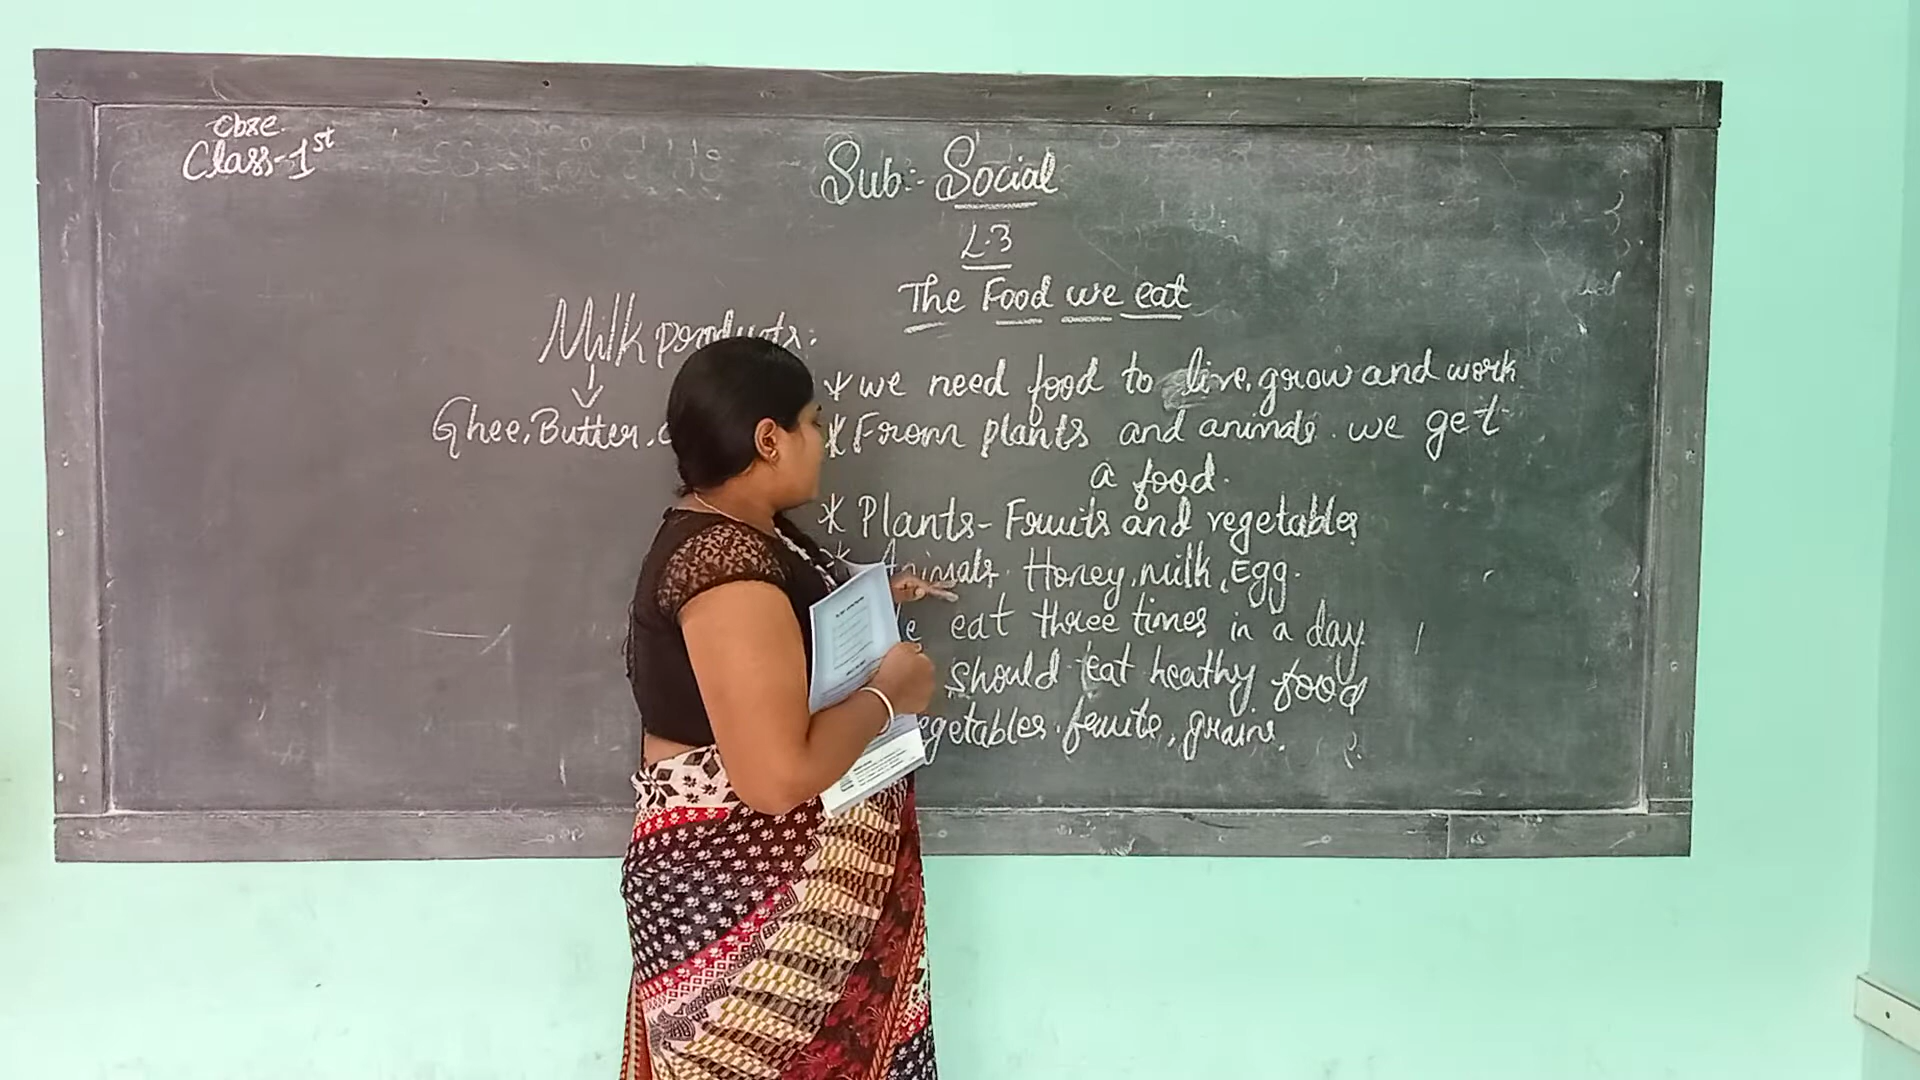 CBSE.
Class-1st
Sub:- Social
L.3
The Food we eat
Milk products:
Ghee, Butter,
* we need food to live, grow and work
* From plants and animals. we get
a food.
* Plants- Fruits and vegetables
* Animals. Honey, milk, Egg.
eat three times in a day.
should eat heathy food
vegetables. fruits, grains.